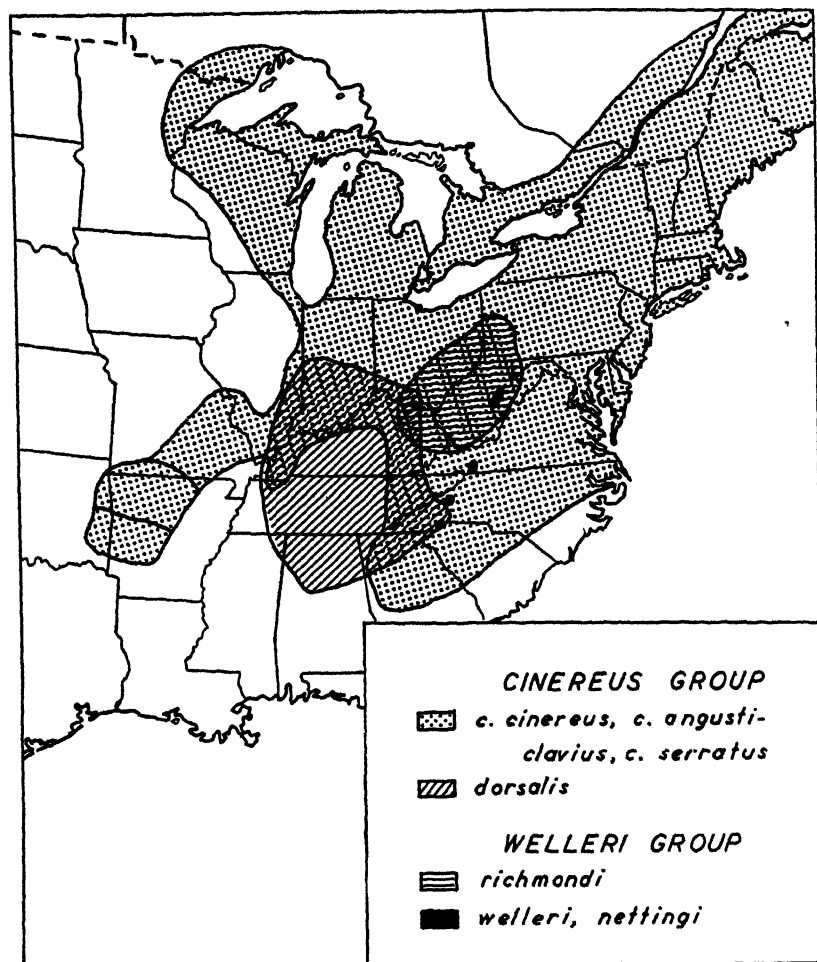 CINEREUS GROUP
c. cinereus, c. angusti-
clavius, c. serratus
dorsalis
WELLERI GROUP
richmondi
welleri, nettingi